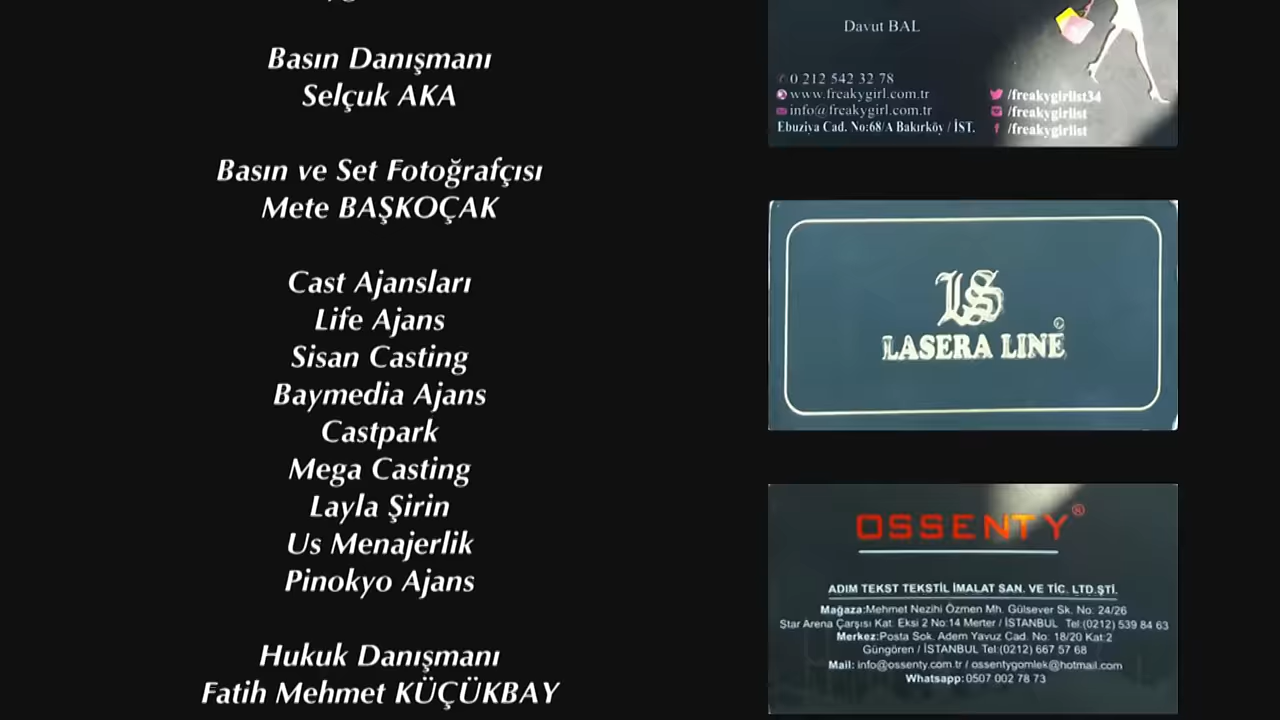 Basın Danışmanı
Selçuk AKA
Basın ve Set Fotoğrafçısı
Mete BAŞKOÇAK
Cast Ajansları
Life Ajans
Sisan Casting
Baymedia Ajans
Castpark
Mega Casting
Layla Şirin
Us Menajerlik
Pinokyo Ajans
Hukuk Danışmanı
Fatih Mehmet KÜÇÜKBAY
Davut BAL
0 212 542 32 78
www.freakygirl.com.tr
info@freakygirl.com.tr
Ebuziya Cad. No:68/A Bakırköy / İST.
/freakygirlist34
/freakygirlist
/freakygirlist
LS
LASERA LINE
OSSENTY®
ADIM TEKST TEKSTİL İMALAT SAN. VE TİC. LTD.ŞTİ.
Mağaza:Mehmet Nezihi Özmen Mh. Gülsever Sk. No: 24/26
Star Arena Çarşısı Kat: Eksi 2 No:14 Merter / İSTANBUL Tel:(0212) 539 84 63
Merkez:Posta Sok. Adem Yavuz Cad. No: 18/20 Kat:2
Güngören / İSTANBUL Tel:(0212) 667 57 68
Mail: info@ossenty.com.tr / ossentygomlek@hotmail.com
Whatsapp:0507 002 78 73